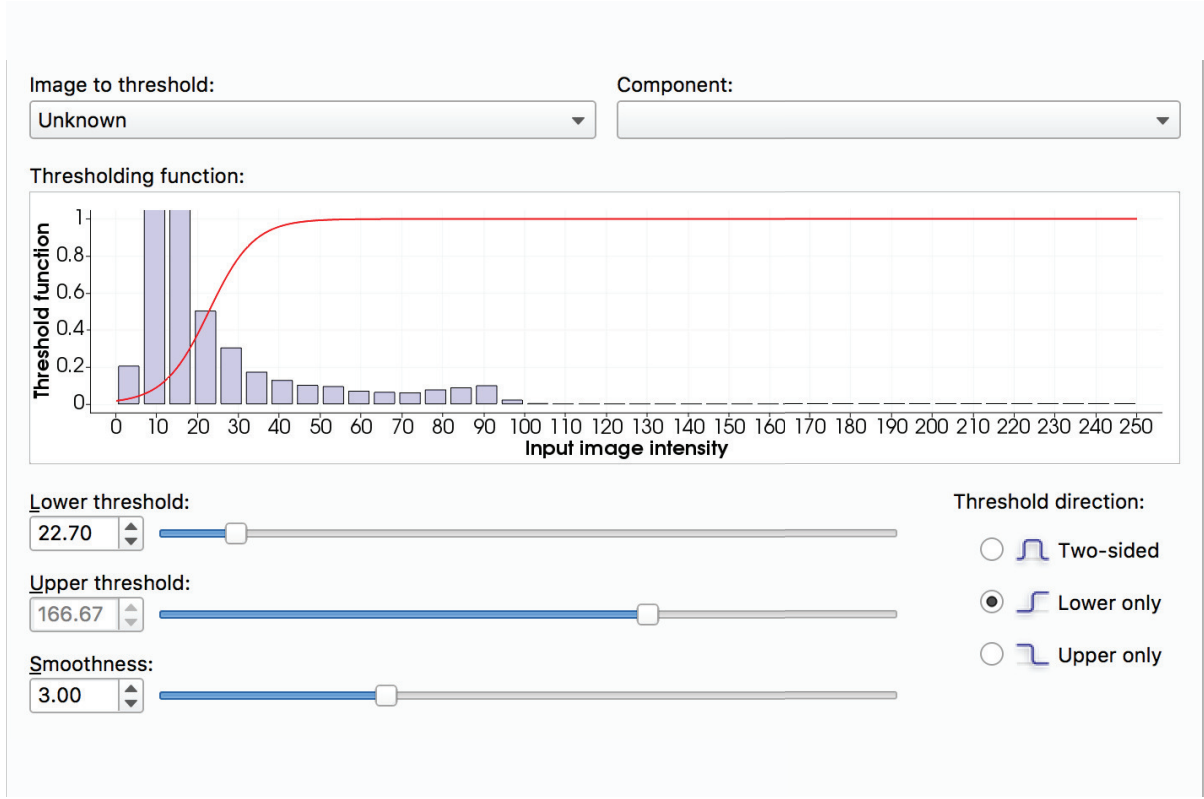 Image to threshold: Component:
Unknown
Thresholding function:
Threshold function
1
0.8
0.6
0.4
0.2
0
0 10 20 30 40 50 60 70 80 90 100 110 120 130 140 150 160 170 180 190 200 210 220 230 240 250
Input image intensity
Lower threshold:
22.70
Upper threshold:
166.67
Smoothness:
3.00
Threshold direction:
Two-sided
Lower only
Upper only